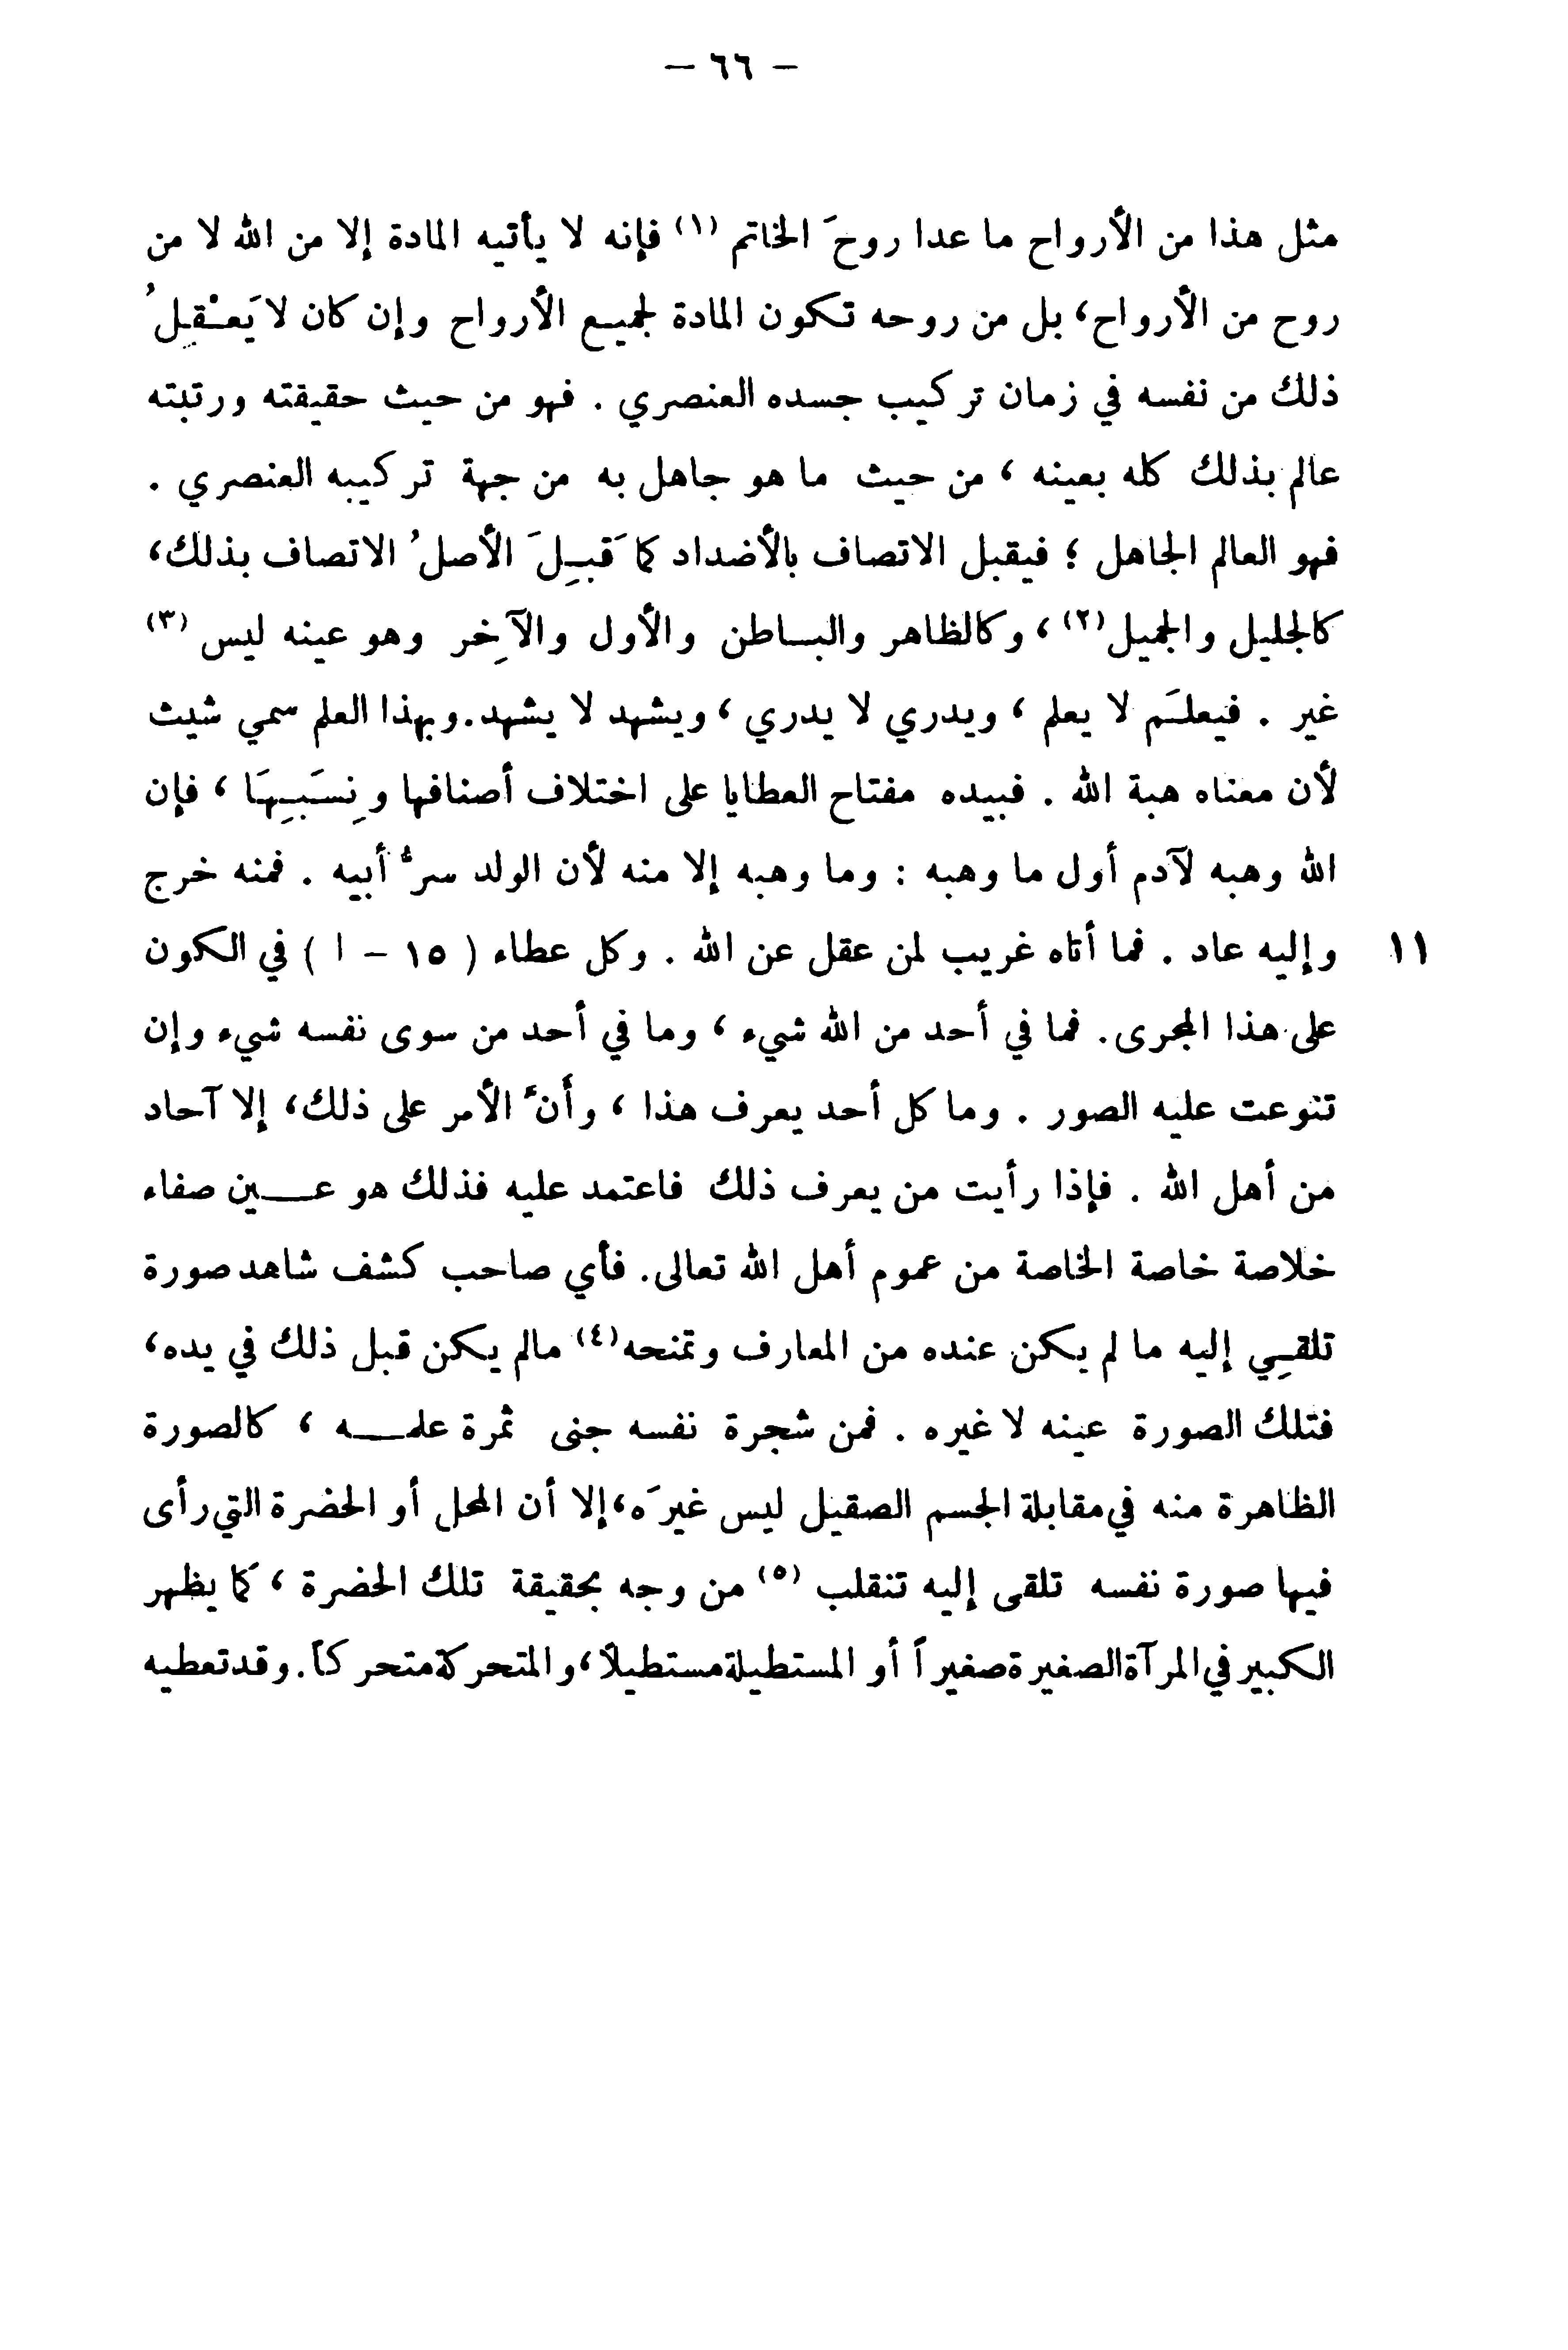 — ٦٦ —
مثل هذا من الأرواح ما عدا روحَ الخاتم (١) فإنه لا يأتيه المادة إلا من الله لا من
روح من الأرواح، بل من روحه تكون المادة لجميع الأرواح وإن كان لا يَعْقِلُ
ذلك من نفسه في زمان تركيب جسده العنصري . فهو من حيث حقيقته ورتبته
عالم بذلك كله بعينه ، من حيث ما هو جاهل به من جهة تركيبه العنصري .
فهو العالم الجاهل ؛ فيقبل الاتصاف بالأضداد كما قَبِلَ الأصلُ الاتصاف بذلك،
كالجليل والجميل(٢) ، وكالظاهر والبـاطن والأول والآخِر وهو عينه ليس (٣)
غير . فيعلَم لا يعلم ، ويدري لا يدري ، ويشهد لا يشهد. وبهذا العلم سمي شيث
لأن معناه هبة الله . فبيده مفتاح العطايا على اختلاف أصنافها ونِسَبِهَا ، فإن
الله وهبه لآدم أول ما وهبه : وما وهبه إلا منه لأن الولد سرُّ أبيه . فمنه خرج
وإليه عاد . فما أتاه غريب لمن عقل عن الله . وكل عطاء ( ١٥ – ا ) في الكون ١١
على هذا المجرى. فما في أحد من الله شيء ، وما في أحد من سوى نفسه شيء وإن
تنوعت عليه الصور . وما كل أحد يعرف هذا ، وأَنَّ الأمر على ذلك، إلا آحاد
من أهل الله . فإذا رأيت من يعرف ذلك فاعتمد عليه فذلك هو عـــين صفاء
خلاصة خاصة الخاصة من عموم أهل الله تعالى. فأي صاحب كشف شاهد صورة
تلقِي إليه ما لم يكن عنده من المعارف وتمنحه(٤) مالم يكن قبل ذلك في يده،
فتلك الصورة عينه لا غيره . فمن شجرة نفسه جنى ثمرة علمـــه ، كالصورة
الظاهرة منه في مقابلة الجسم الصقيل ليس غيرَه، إلا أن المحل أو الحضرة التي رأى
فيها صورة نفسه تلقى إليه تنقلب (٥) من وجه بحقيقة تلك الحضرة ، كما يظهر
الكبير في المرآة الصغيرة صغيراً أو المستطيلة مستطيلاً، والمتحركة متحركاً. وقد تعطيه